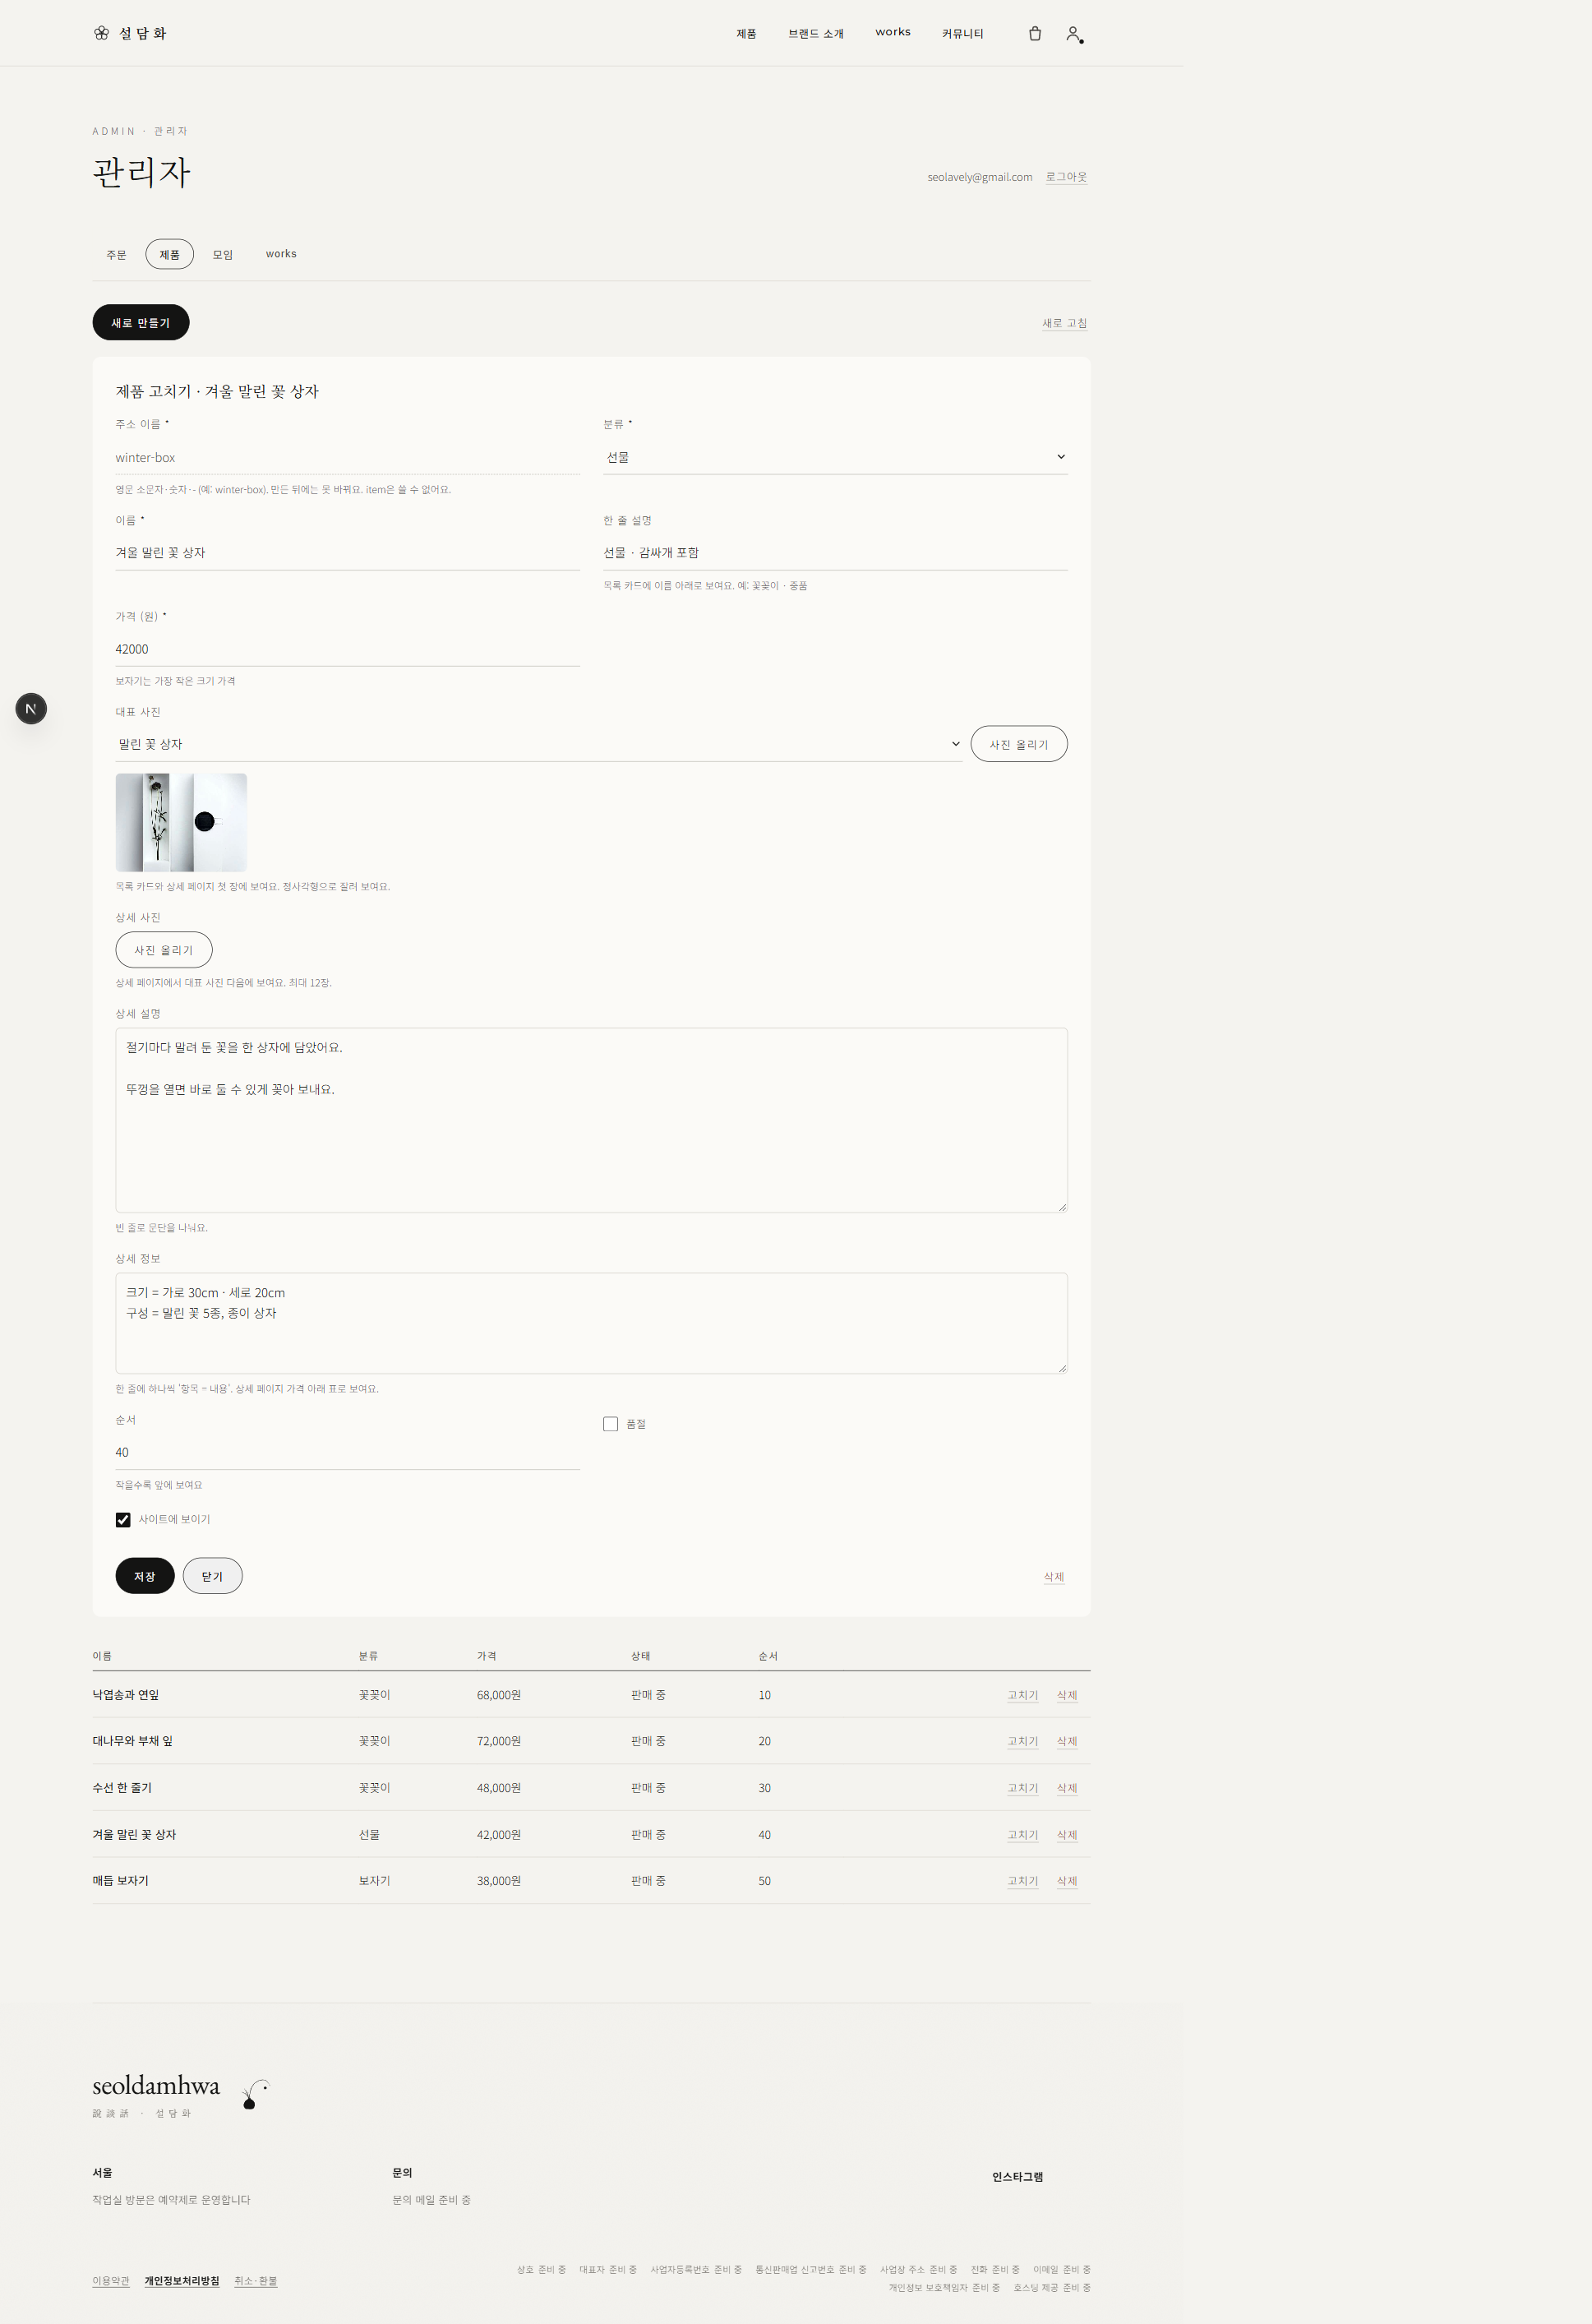 설담화
제품 브랜드 소개 works 커뮤니티
ADMIN · 관리자
관리자
seolavely@gmail.com 로그아웃
주문 제품 모임 works
새로 만들기 새로 고침
제품 고치기 · 겨울 말린 꽃 상자
주소 이름 * 분류 *
winter-box 선물
영문 소문자·숫자·- (예: winter-box). 만든 뒤에는 못 바꿔요. item은 쓸 수 없어요.
이름 * 한 줄 설명
겨울 말린 꽃 상자 선물 · 감싸개 포함
목록 카드에 이름 아래로 보여요. 예: 꽃꽂이 · 중품
가격 (원) *
42000
보자기는 가장 작은 크기 가격
대표 사진
말린 꽃 상자 사진 올리기
목록 카드와 상세 페이지 첫 장에 보여요. 정사각형으로 잘려 보여요.
상세 사진
사진 올리기
상세 페이지에서 대표 사진 다음에 보여요. 최대 12장.
상세 설명
절기마다 말려 둔 꽃을 한 상자에 담았어요.
뚜껑을 열면 바로 둘 수 있게 꽂아 보내요.
빈 줄로 문단을 나눠요.
상세 정보
크기 = 가로 30cm · 세로 20cm
구성 = 말린 꽃 5종, 종이 상자
한 줄에 하나씩 '항목 = 내용'. 상세 페이지 가격 아래 표로 보여요.
순서 품절
40
작을수록 앞에 보여요
사이트에 보이기
저장 닫기 삭제
이름 분류 가격 상태 순서
낙엽송과 연잎 꽃꽂이 68,000원 판매 중 10 고치기 삭제
대나무와 부채 잎 꽃꽂이 72,000원 판매 중 20 고치기 삭제
수선 한 줄기 꽃꽂이 48,000원 판매 중 30 고치기 삭제
겨울 말린 꽃 상자 선물 42,000원 판매 중 40 고치기 삭제
매듭 보자기 보자기 38,000원 판매 중 50 고치기 삭제
seoldamhwa
說談話 · 설담화
서울 문의 인스타그램
작업실 방문은 예약제로 운영합니다 문의 메일 준비 중
이용약관 개인정보처리방침 취소·환불
상호 준비 중 대표자 준비 중 사업자등록번호 준비 중 통신판매업 신고번호 준비 중 사업장 주소 준비 중 전화 준비 중 이메일 준비 중
개인정보 보호책임자 준비 중 호스팅 제공 준비 중